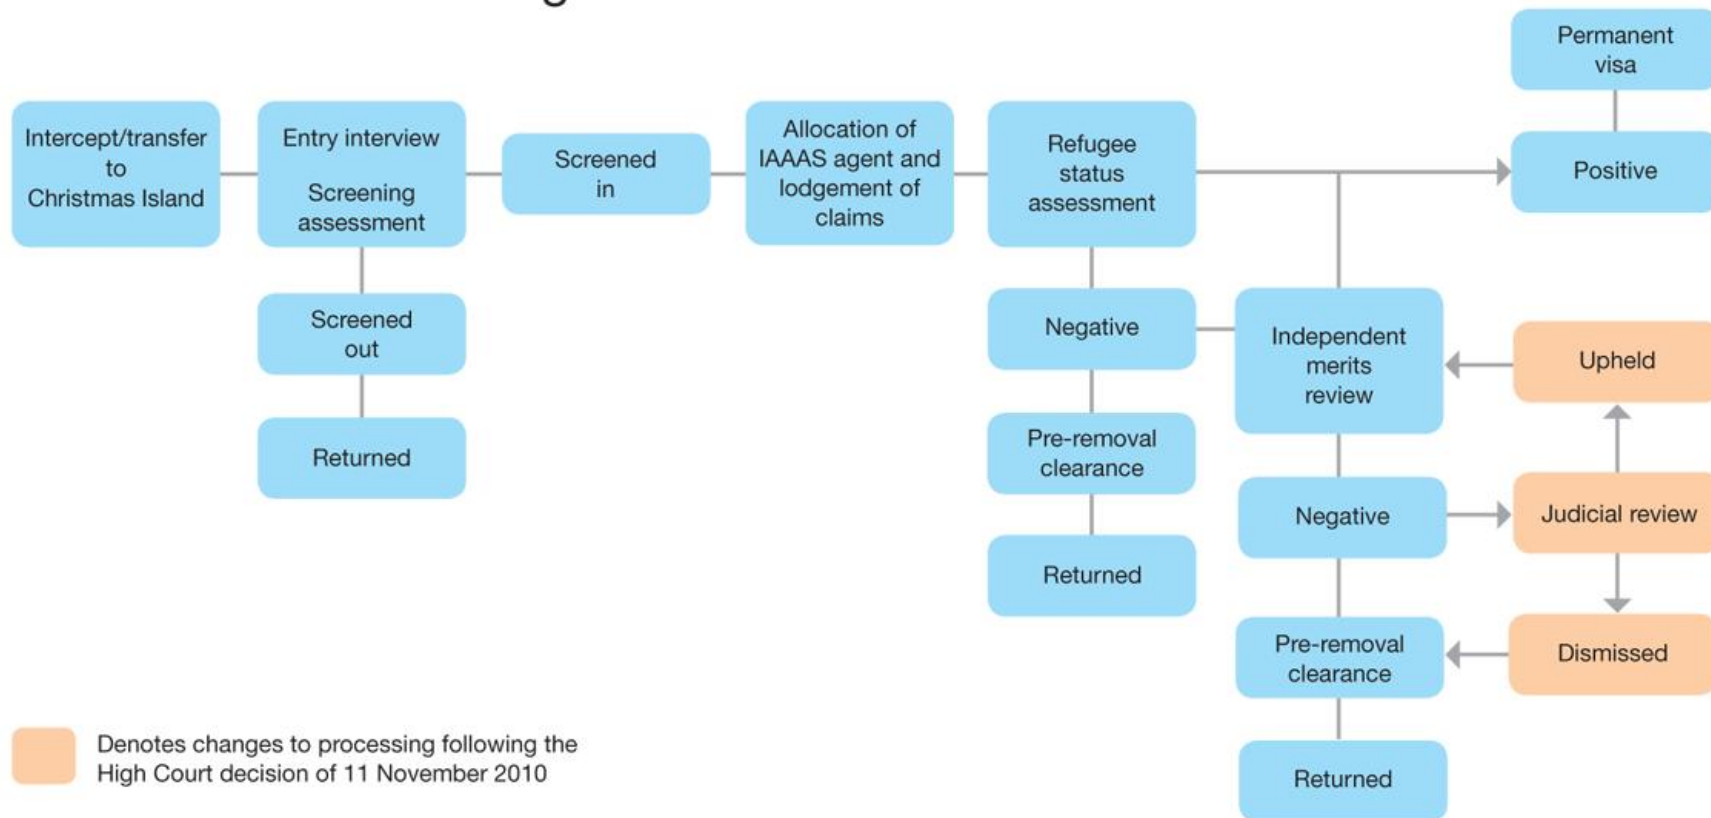 Permanent
visa
Intercept/transfer
to
Christmas Island
Entry interview
Screening
assessment
Screened
in
Allocation of
IAAAS agent and
lodgement of
claims
Refugee
status
assessment
Positive
Screened
out
Negative
Independent
merits
review
Upheld
Returned
Pre-removal
clearance
Negative
Judicial review
Returned
Pre-removal
clearance
Dismissed
Denotes changes to processing following the
High Court decision of 11 November 2010
Returned